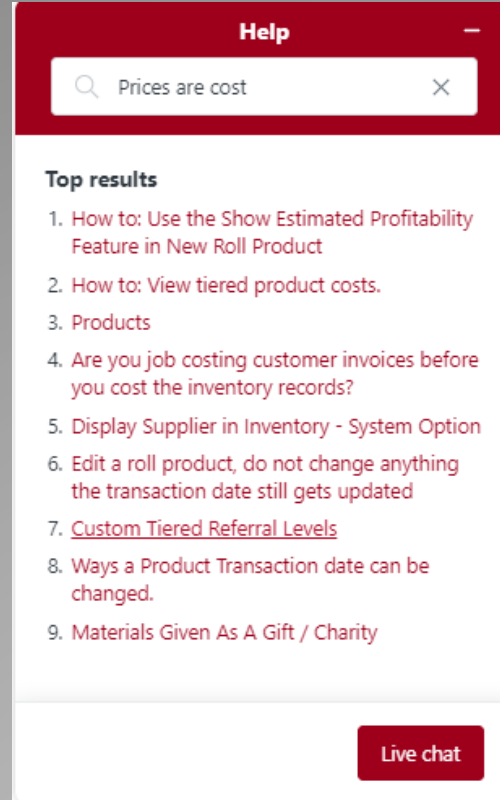 Help
Prices are cost
Top results
1. How to: Use the Show Estimated Profitability
Feature in New Roll Product
2. How to: View tiered product costs.
3. Products
4. Are you job costing customer invoices before
you cost the inventory records?
5. Display Supplier in Inventory - System Option
6. Edit a roll product, do not change anything
the transaction date still gets updated
7. Custom Tiered Referral Levels
8. Ways a Product Transaction date can be
changed.
9. Materials Given As A Gift / Charity
Live chat